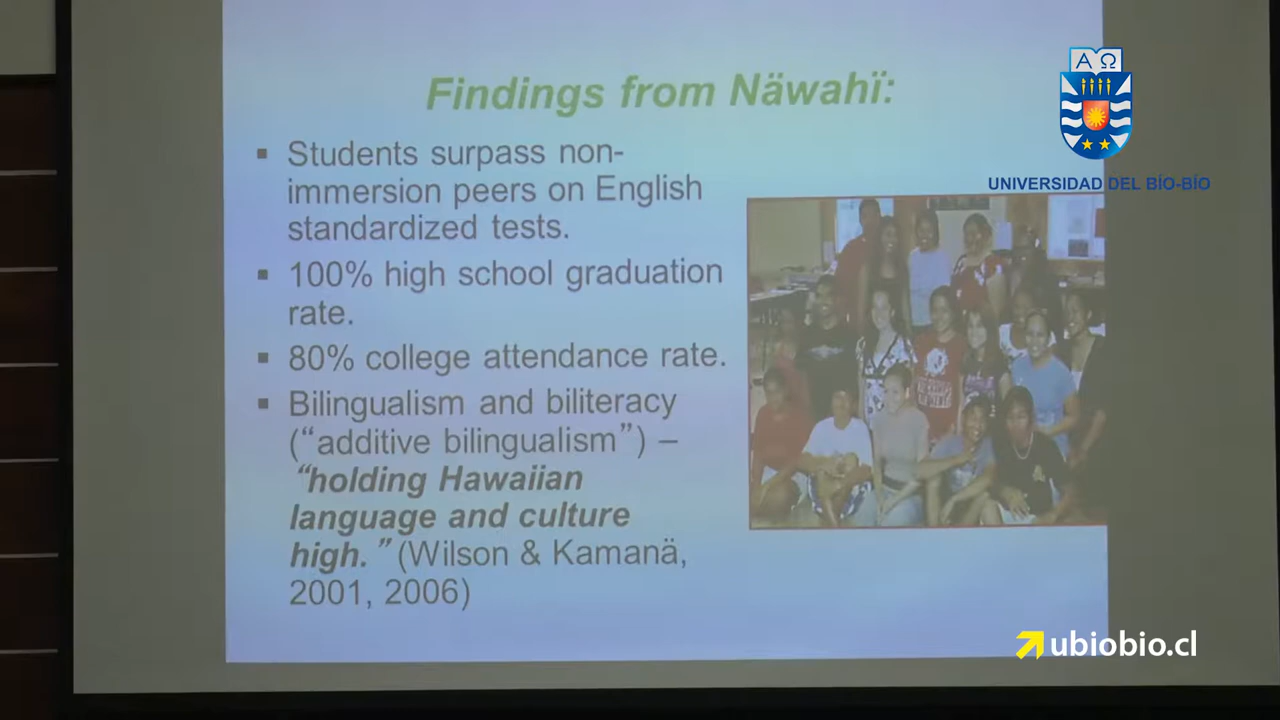 Findings from Näwahï:
▪ Students surpass non-
immersion peers on English
standardized tests.
▪ 100% high school graduation
rate.
▪ 80% college attendance rate.
▪ Bilingualism and biliteracy
(“additive bilingualism”) –
“holding Hawaiian
language and culture
high.” (Wilson & Kamanä,
2001, 2006)
ΑΩ
UNIVERSIDAD DEL BÍO-BÍO
ubiobio.cl